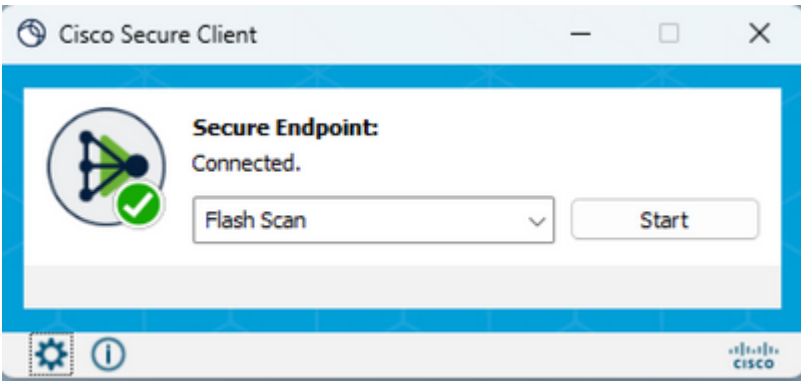 Cisco Secure Client
Secure Endpoint:
Connected.
Flash Scan
Start
CISCO